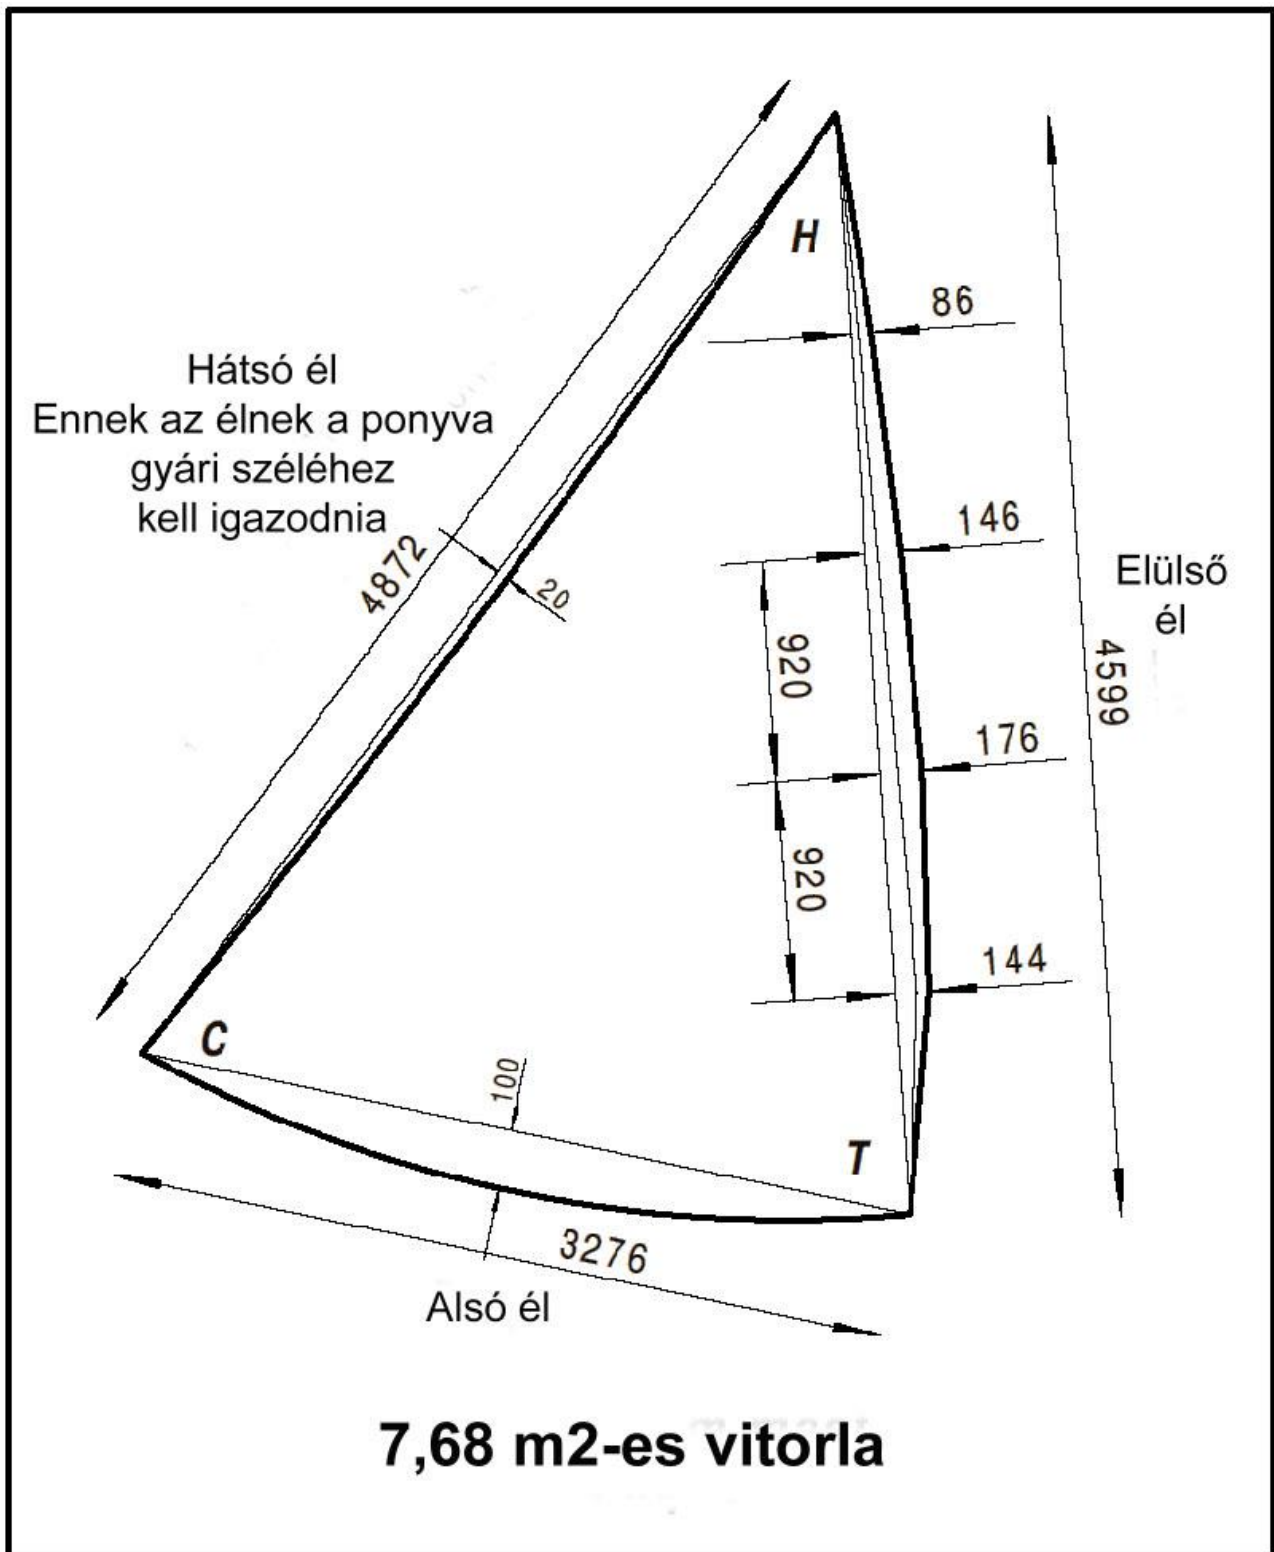 H
86
Hátsó él
Ennek az élnek a ponyva
gyári széléhez
kell igazodnia
4872
20
146
Elülső
él
920
4599
176
920
144
C
100
T
3276
Alsó él
7,68 m2-es vitorla